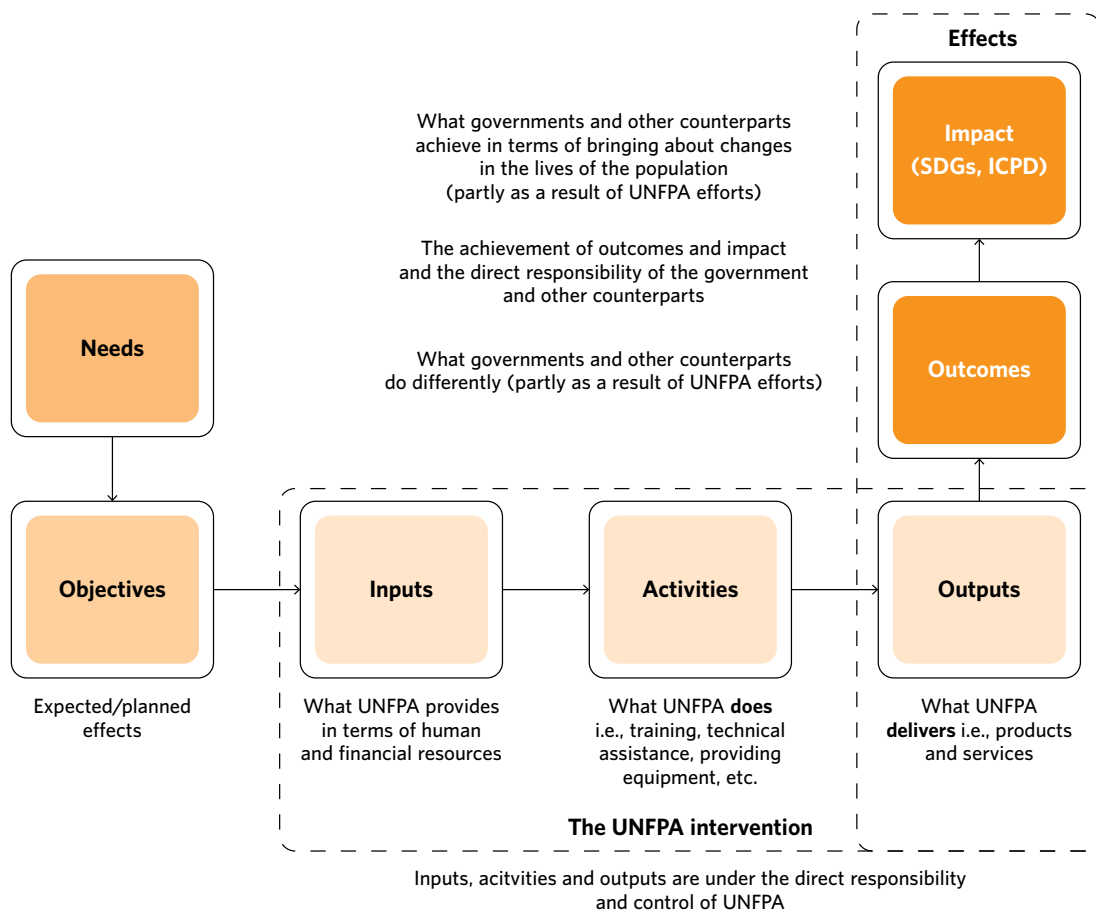 Effects
Impact
(SDGs, ICPD)
What governments and other counterparts
achieve in terms of bringing about changes
in the lives of the population
(partly as a result of UNFPA efforts)
The achievement of outcomes and impact
and the direct responsibility of the government
and other counterparts
Needs
What governments and other counterparts
do differently (partly as a result of UNFPA efforts)
Outcomes
Objectives
Inputs
Activities
Outputs
Expected/planned
effects
What UNFPA provides
in terms of human
and financial resources
What UNFPA does
i.e., training, technical
assistance, providing
equipment, etc.
What UNFPA
delivers i.e., products
and services
The UNFPA intervention
Inputs, acitvities and outputs are under the direct responsibility
and control of UNFPA